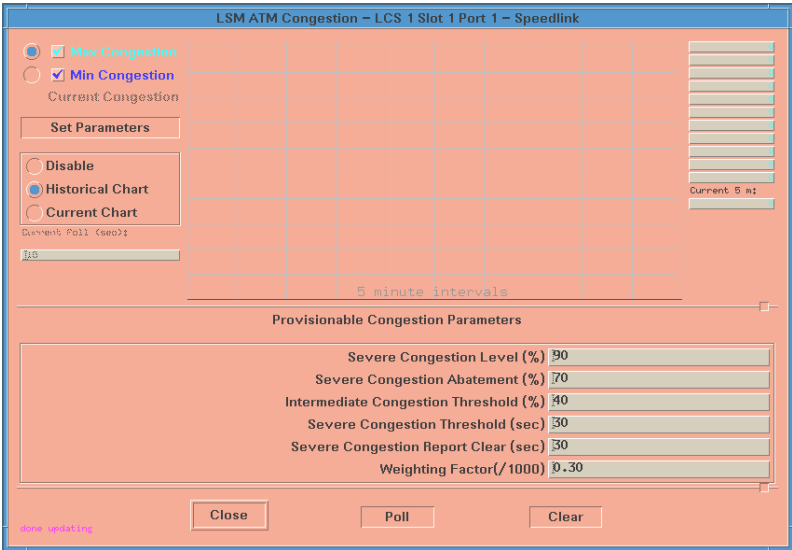 LSM ATM Congestion – LCS 1 Slot 1 Port 1 – Speedlink
Max Congestion
Min Congestion
Current Congestion
Set Parameters
Disable
Historical Chart
Current Chart
Current Poll (sec):
Current 5 m:
5 minute intervals
Provisionable Congestion Parameters
Severe Congestion Level (%) 90
Severe Congestion Abatement (%) 70
Intermediate Congestion Threshold (%) 40
Severe Congestion Threshold (sec) 30
Severe Congestion Report Clear (sec) 30
Weighting Factor(/1000) 0.30
Close Poll Clear
done updating